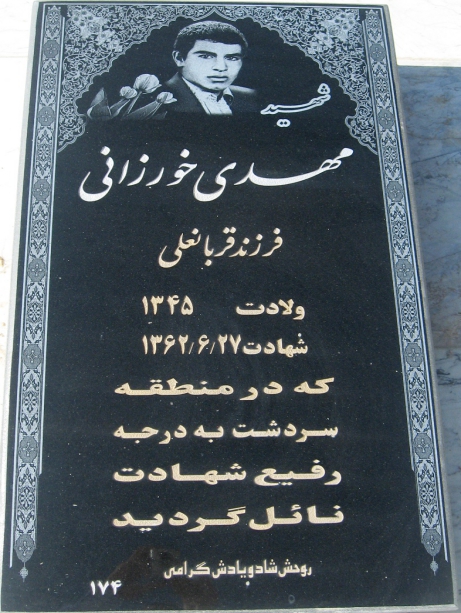 شهید
مهدی خورزانی
فرزند قربانعلی
ولادت ۱۳۴۵
شهادت ۱۳۶۲/۶/۲۷
که در منطقه
سردشت به درجه
رفیع شهادت
نائل گردید
روحش شاد و یادش گرامی
۱۷۴